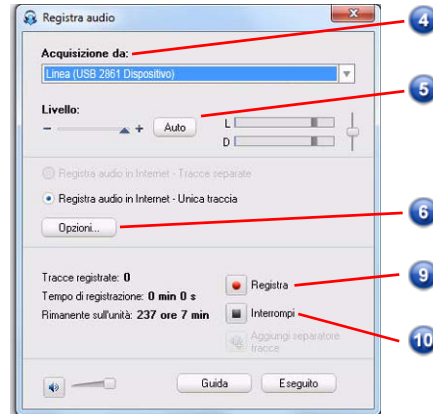 Registra audio
4
Acquisizione da:
Linea (USB 2861 Dispositivo)
5
Livello:
- + Auto
L
D
Registra audio in Internet - Tracce separate
Registra audio in Internet - Unica traccia
Opzioni...
6
Tracce registrate: 0
Tempo di registrazione: 0 min 0 s
Rimanente sull'unità: 237 ore 7 min
Registra
9
Interrompi
10
Aggiungi separatore
tracce
Guida
Eseguito